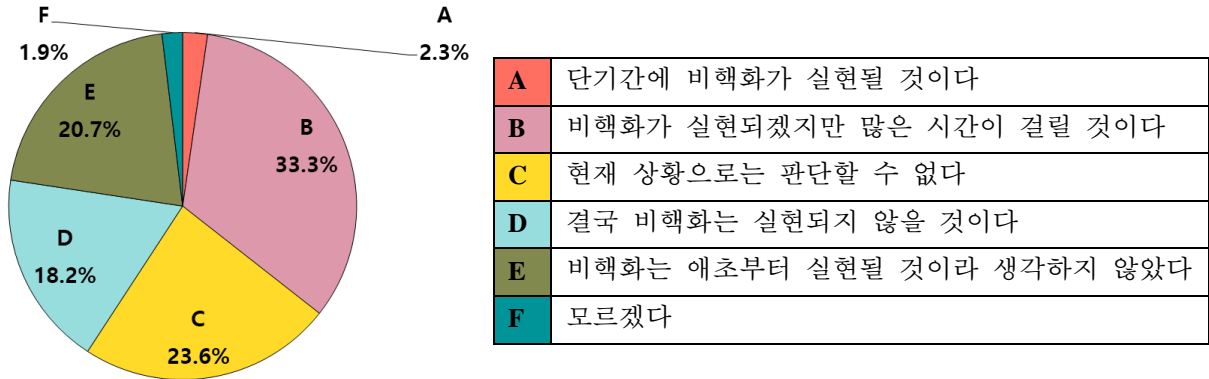 F
1.9%
A
2.3%
E
20.7%
B
33.3%
D
18.2%
C
23.6%
A 단기간에 비핵화가 실현될 것이다
B 비핵화가 실현되겠지만 많은 시간이 걸릴 것이다
C 현재 상황으로는 판단할 수 없다
D 결국 비핵화는 실현되지 않을 것이다
E 비핵화는 애초부터 실현될 것이라 생각하지 않았다
F 모르겠다